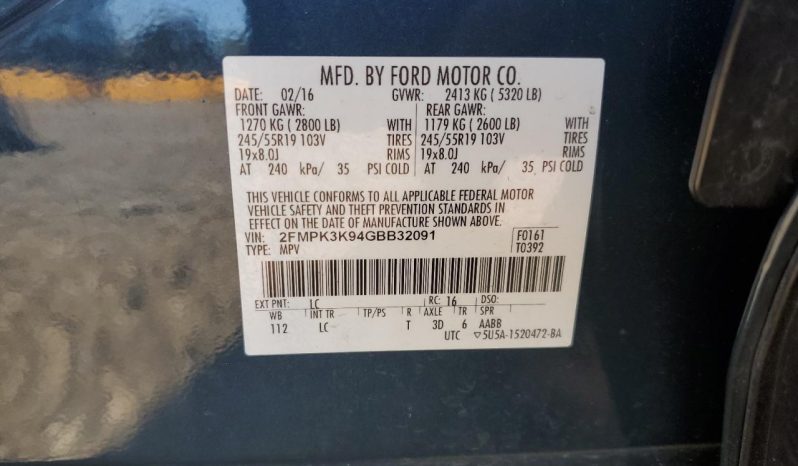 MFD. BY FORD MOTOR CO.
DATE: 02/16 GVWR: 2413 KG ( 5320 LB)
FRONT GAWR: REAR GAWR:
1270 KG ( 2800 LB) WITH 1179 KG ( 2600 LB) WITH
245/55R19 103V TIRES 245/55R19 103V TIRES
19x8.0J RIMS 19x8.0J RIMS
AT 240 kPa/ 35 PSI COLD AT 240 kPa/ 35 PSI COLD
THIS VEHICLE CONFORMS TO ALL APPLICABLE FEDERAL MOTOR
VEHICLE SAFETY AND THEFT PREVENTION STANDARDS IN
EFFECT ON THE DATE OF MANUFACTURE SHOWN ABOVE.
VIN: 2FMPK3K94GBB32091 F0161
TYPE: MPV T0392
EXT PNT: LC RC: 16 DSO:
WB INT TR TP/PS R AXLE TR SPR
112 LC T 3D 6 AABB
UTC ▽5U5A-1520472-BA